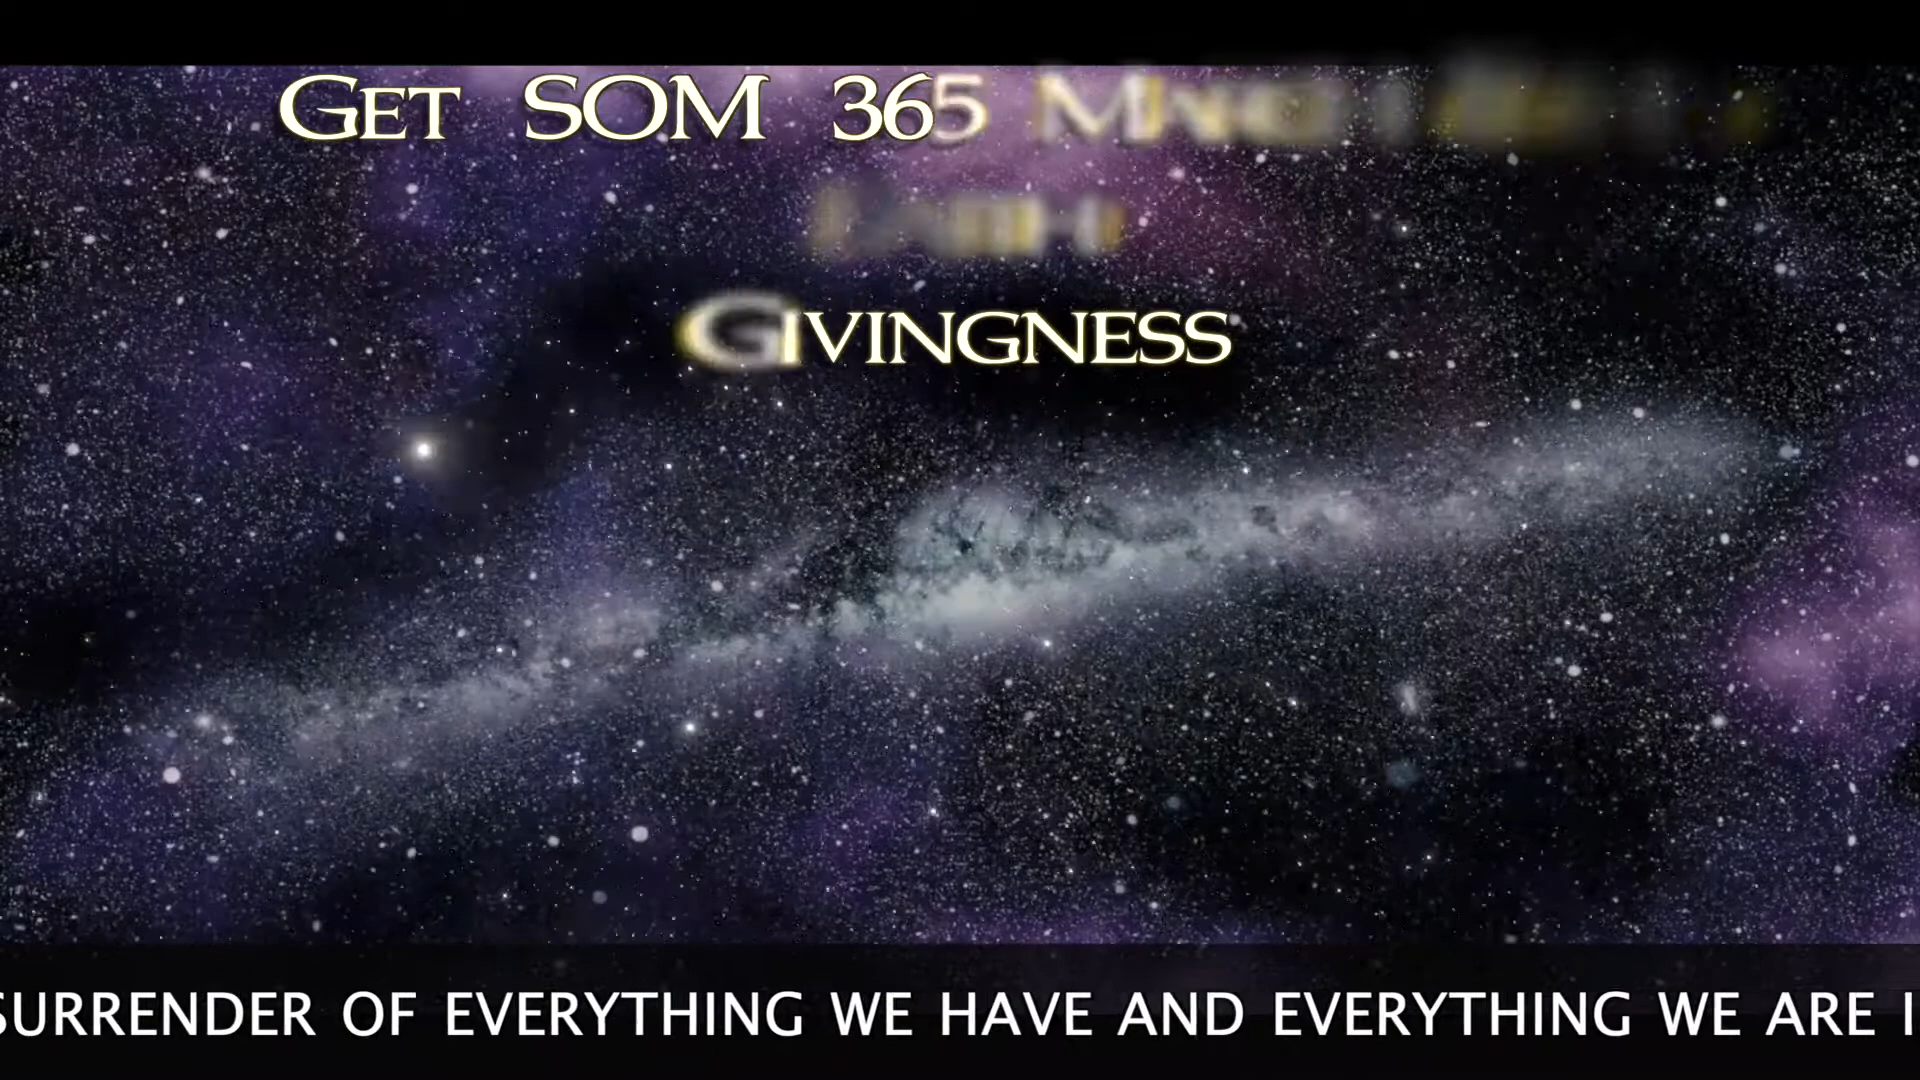 GET SOM 365
GIVINGNESS
SURRENDER OF EVERYTHING WE HAVE AND EVERYTHING WE ARE I